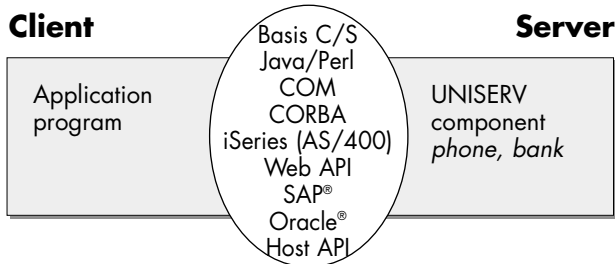 Client
Server
Application
program
Basis C/S
Java/Perl
COM
CORBA
iSeries (AS/400)
Web API
SAP®
Oracle®
Host API
UNISERV
component
phone, bank